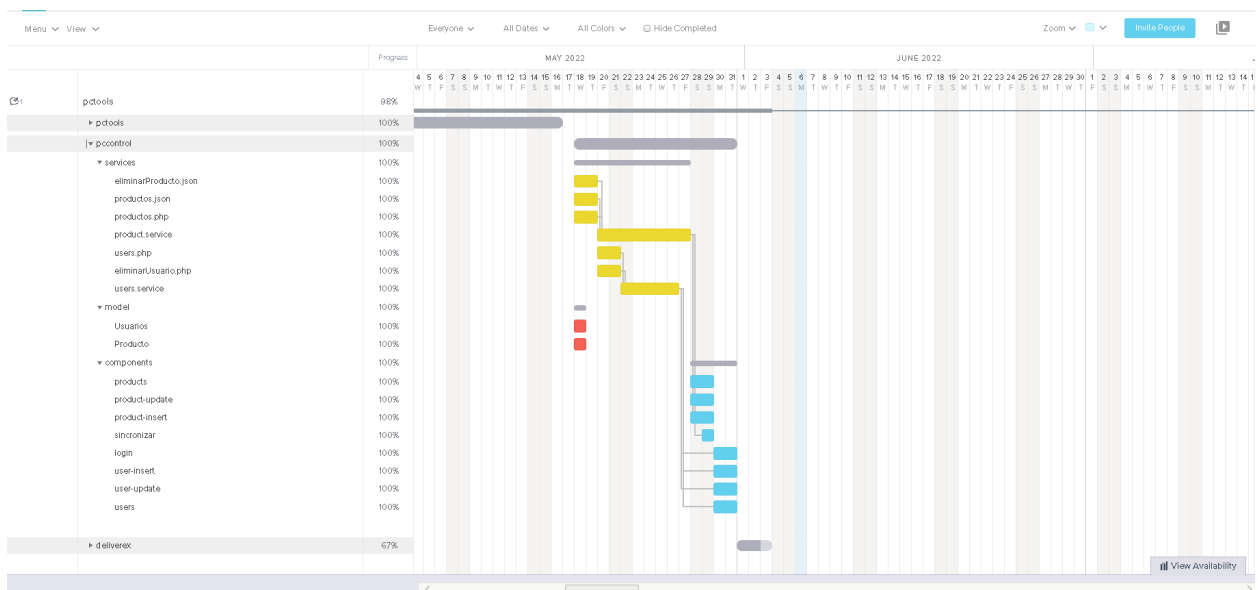 Menu View Everyone All Dates All Colors Hide Completed Zoom Invite People
Progress MAY 2022 JUNE 2022
4 5 6 7 8 9 10 11 12 13 14 15 16 17 18 19 20 21 22 23 24 25 26 27 28 29 30 31 1 2 3 4 5 6 7 8 9 10 11 12 13 14 15 16 17 18 19 20 21 22 23 24 25 26 27 28 29 30 1 2 3 4 5 6 7 8 9 10 11 12 13 14
W T F S S M T W T F S S M T W T F S S M T W T F S S M T W T F S S M T W T F S S M T W T F S S M T W T F S S M T W T F S S M T W T F S S M T W T
1 pctools 98%
pctools 100%
pccontrol 100%
services 100%
eliminarProducto.json 100%
productos.json 100%
productos.php 100%
product.service 100%
users.php 100%
eliminarUsuario.php 100%
users.service 100%
model 100%
Usuarios 100%
Producto 100%
components 100%
products 100%
product-update 100%
product-insert 100%
sincronizar 100%
login 100%
user-insert 100%
user-update 100%
users 100%
deliverex 67%
View Availability